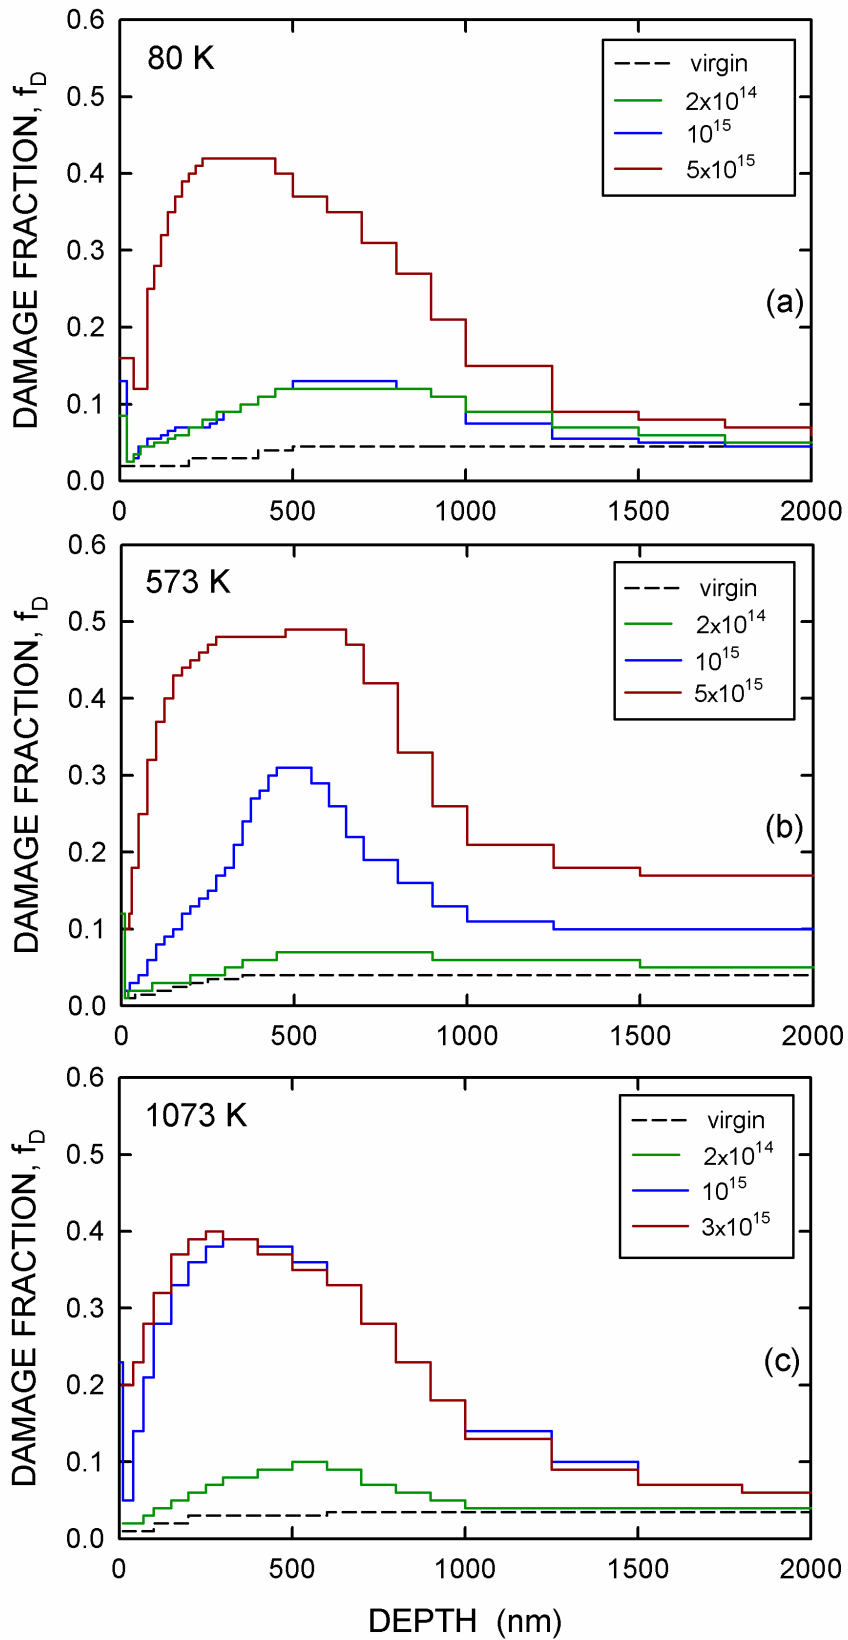 80 K
virgin
2x10^14
10^15
5x10^15
(a)
DAMAGE FRACTION, f_D
0.6
0.5
0.4
0.3
0.2
0.1
0.0
0 500 1000 1500 2000
573 K
virgin
2x10^14
10^15
5x10^15
(b)
DAMAGE FRACTION, f_D
0.6
0.5
0.4
0.3
0.2
0.1
0.0
0 500 1000 1500 2000
1073 K
virgin
2x10^14
10^15
3x10^15
(c)
DAMAGE FRACTION, f_D
0.6
0.5
0.4
0.3
0.2
0.1
0.0
0 500 1000 1500 2000
DEPTH (nm)